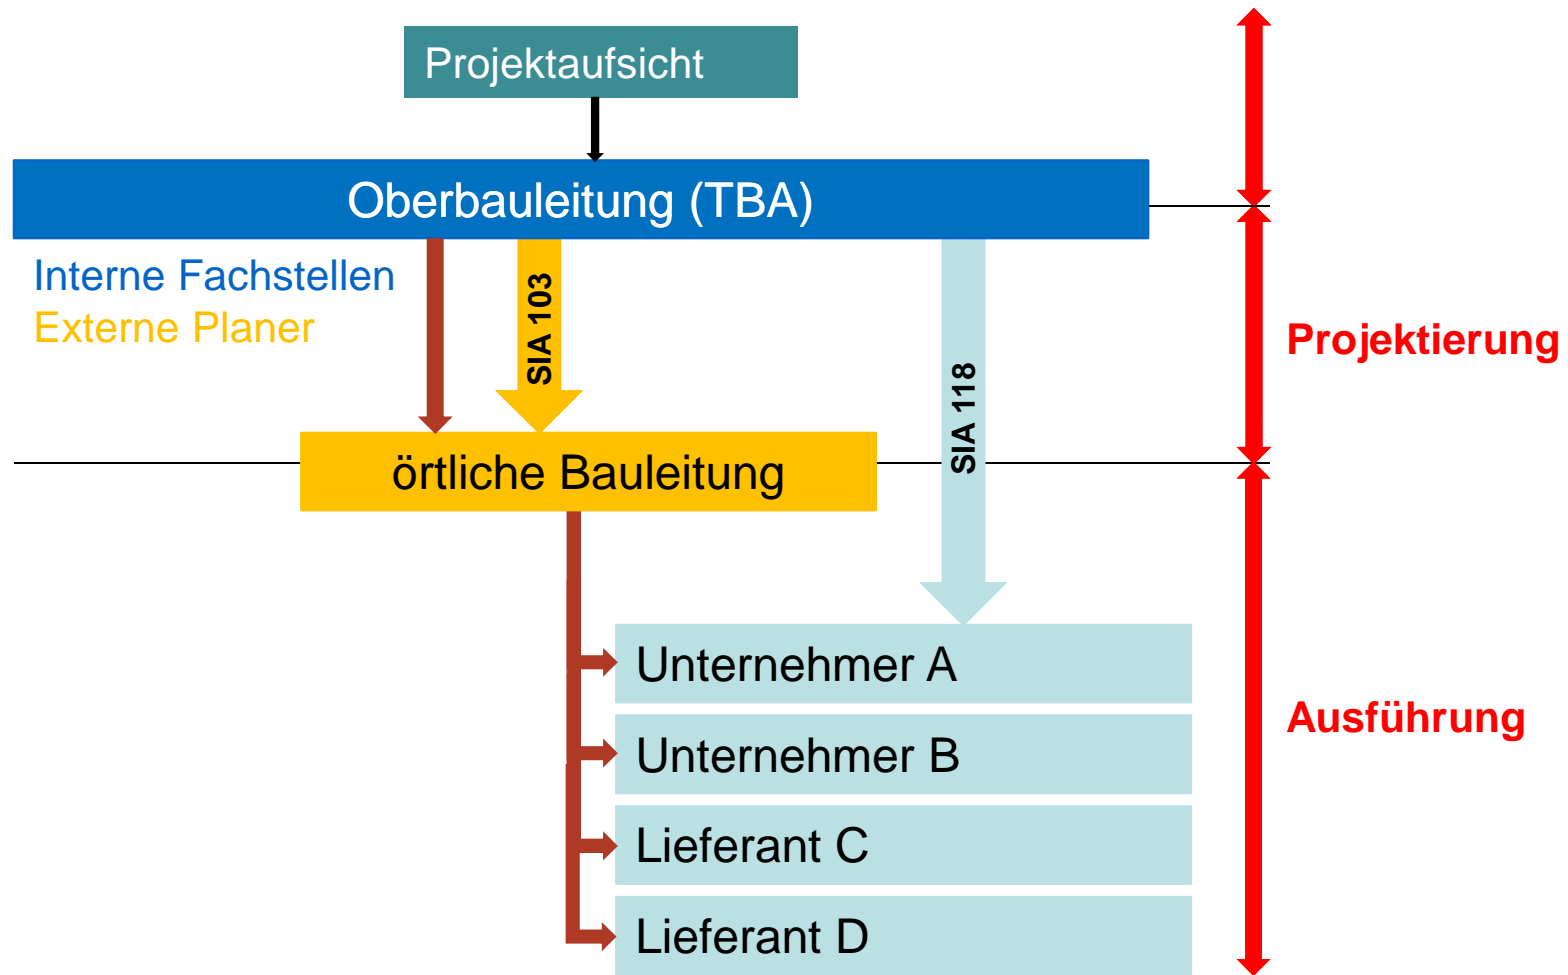 Projektaufsicht
Oberbauleitung (TBA)
Interne Fachstellen
Externe Planer
SIA 103
SIA 118
Projektierung
örtliche Bauleitung
Unternehmer A
Unternehmer B
Ausführung
Lieferant C
Lieferant D